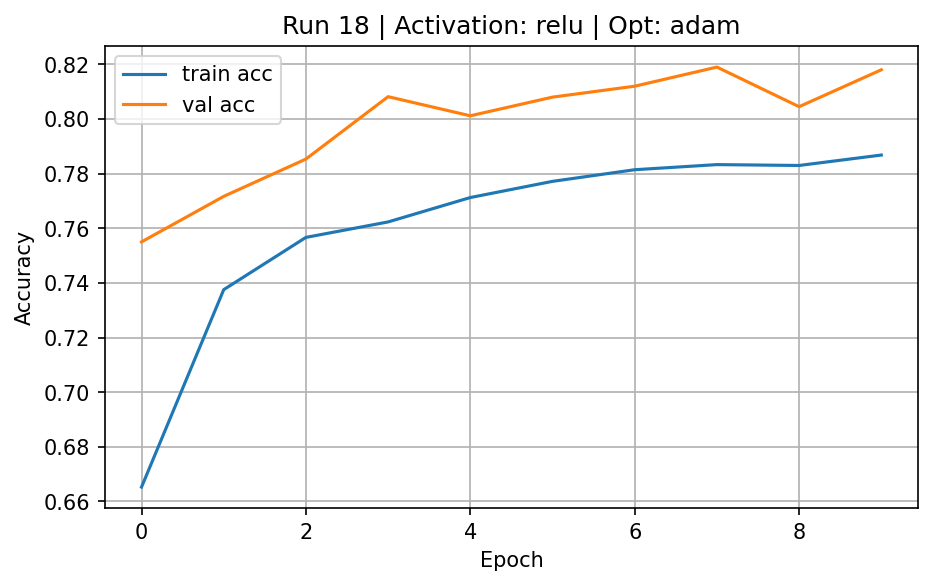 Run 18 | Activation: relu | Opt: adam
train acc
val acc
0.82
0.80
0.78
0.76
0.74
0.72
0.70
0.68
0.66
Accuracy
0 2 4 6 8
Epoch